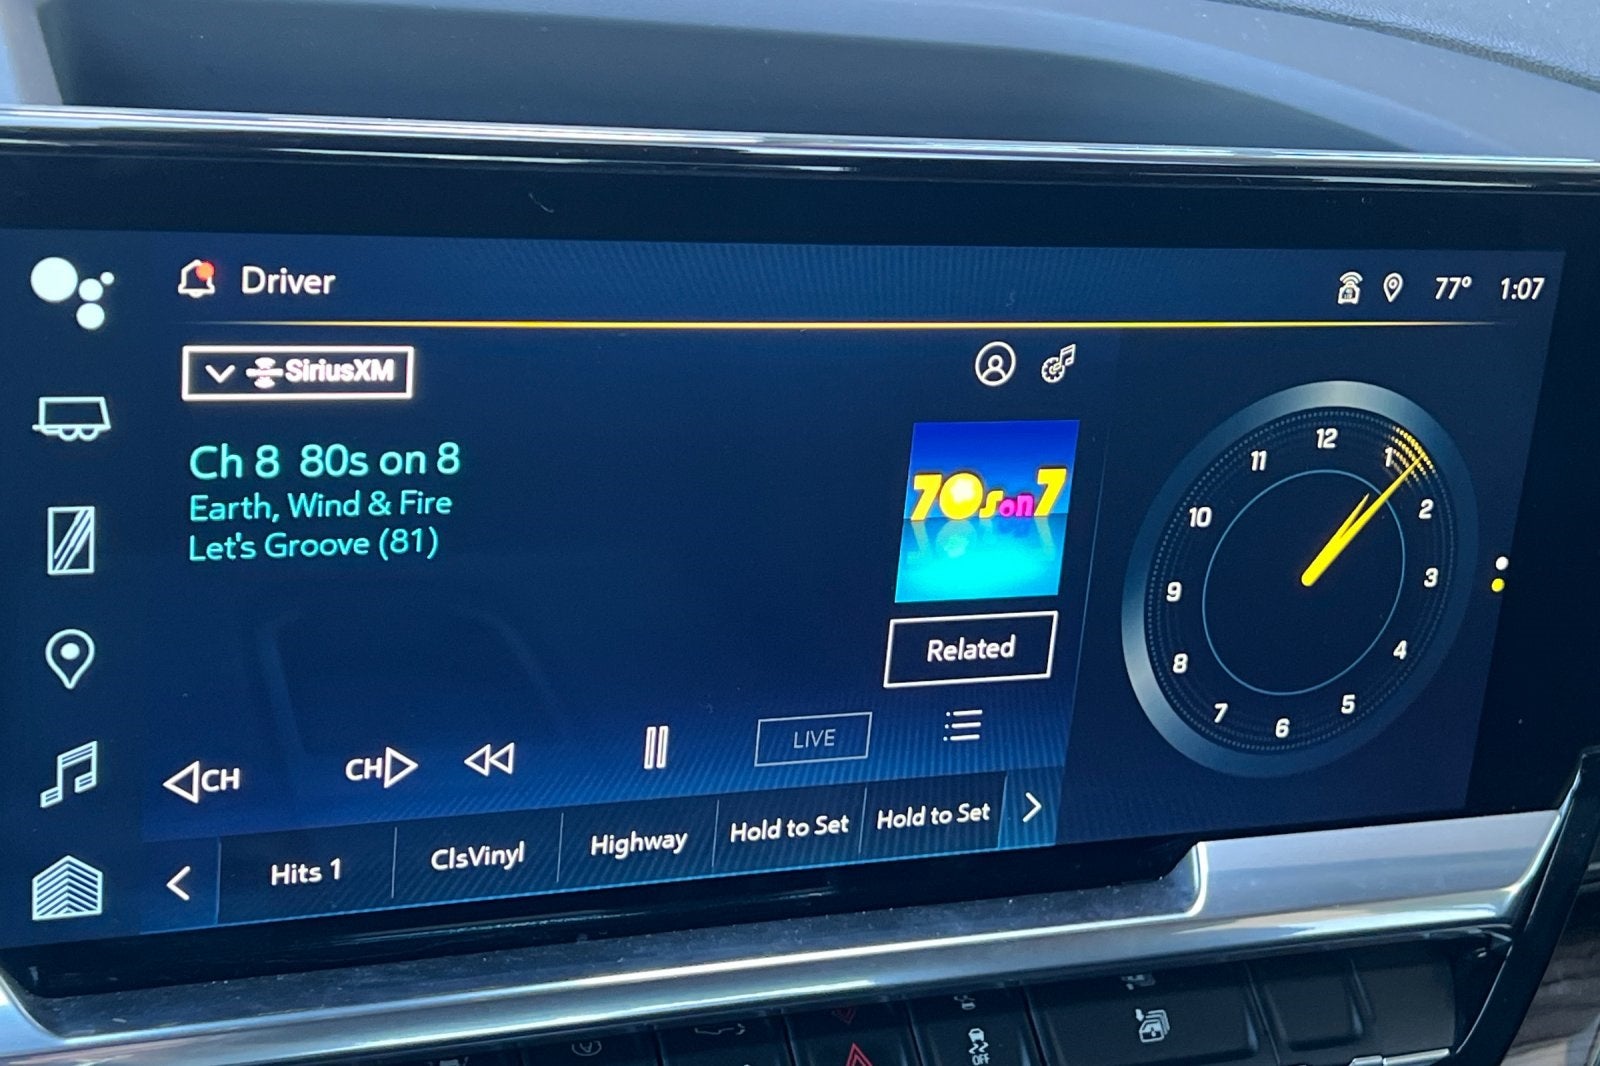 Driver
77° 1:07
SiriusXM
Ch 8 80s on 8
Earth, Wind & Fire
Let's Groove (81)
70s on 7
Related
CH
CH
LIVE
Hits 1
ClsVinyl
Highway
Hold to Set
Hold to Set
12
1
2
3
4
5
6
7
8
9
10
11
OFF